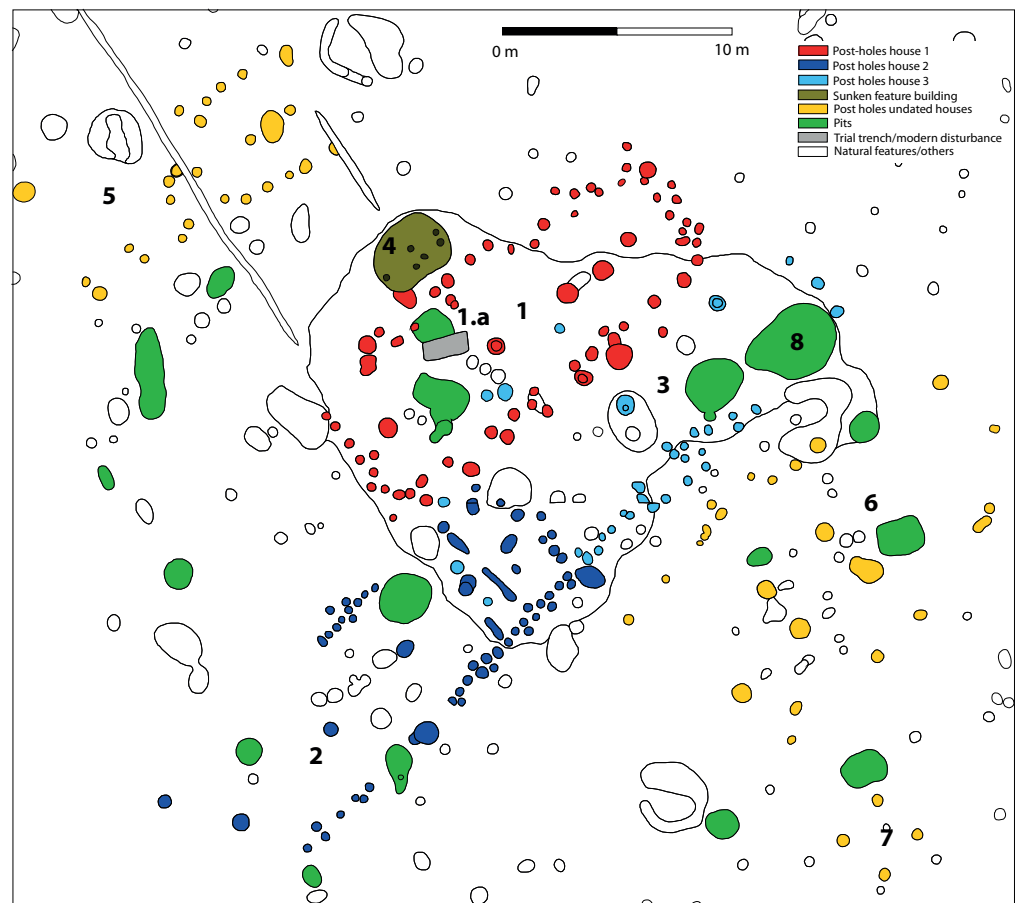 0 m 10 m
Post-holes house 1
Post holes house 2
Post holes house 3
Sunken feature building
Post holes undated houses
Pits
Trial trench/modern disturbance
Natural features/others
5
4
1
1.a
8
3
6
2
7